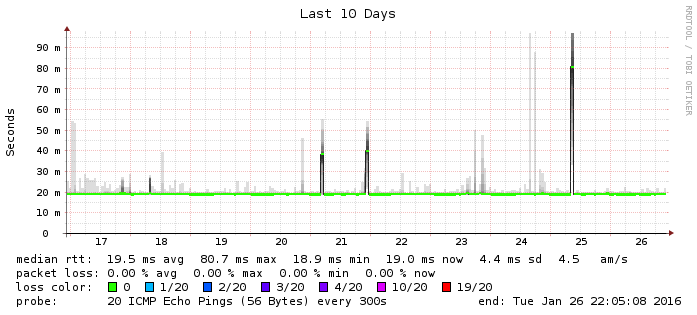 Last 10 Days
RRDTOOL / TOBI OETIKER
Seconds
90 m
80 m
70 m
60 m
50 m
40 m
30 m
20 m
10 m
0
17 18 19 20 21 22 23 24 25 26
median rtt: 19.5 ms avg 80.7 ms max 18.9 ms min 19.0 ms now 4.4 ms sd 4.5 am/s
packet loss: 0.00 % avg 0.00 % max 0.00 % min 0.00 % now
loss color: 0 1/20 2/20 3/20 4/20 10/20 19/20
probe: 20 ICMP Echo Pings (56 Bytes) every 300s end: Tue Jan 26 22:05:08 2016